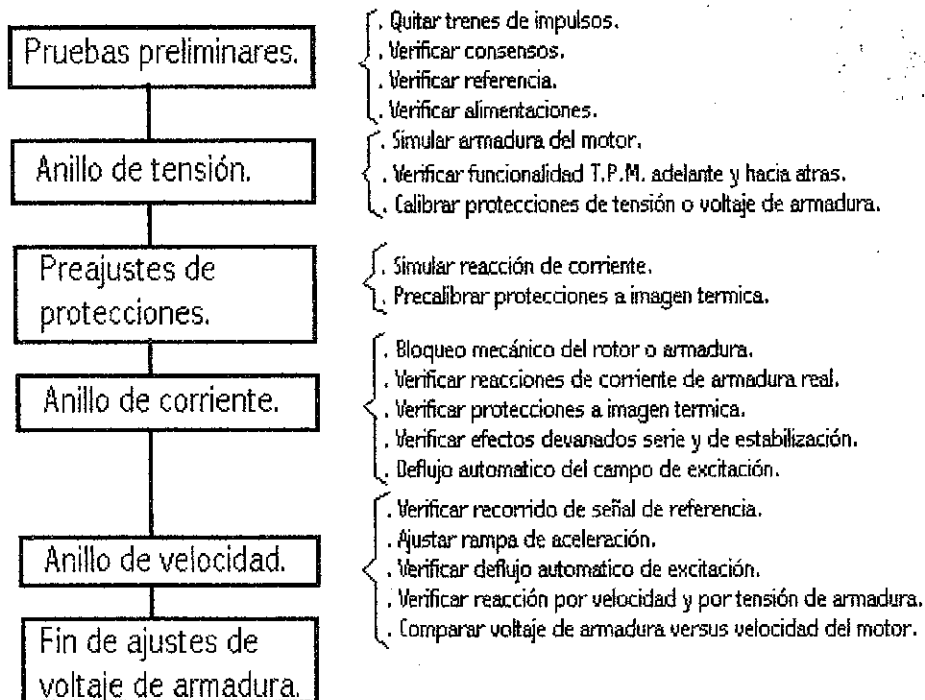 Pruebas preliminares.
. Quitar trenes de impulsos.
. Verificar consensos.
. Verificar referencia.
. Verificar alimentaciones.
Anillo de tensión.
. Simular armadura del motor.
. Verificar funcionalidad T.P.M. adelante y hacia atras.
. Calibrar protecciones de tensión o voltaje de armadura.
Preajustes de
protecciones.
. Simular reacción de corriente.
. Precalibrar protecciones a imagen termica.
Anillo de corriente.
. Bloqueo mecánico del rotor o armadura.
. Verificar reacciones de corriente de armadura real.
. Verificar protecciones a imagen termica.
. Verificar efectos devanados serie y de estabilización.
. Deflujo automatico del campo de excitación.
Anillo de velocidad.
. Verificar recorrido de señal de referencia.
. Ajustar rampa de aceleración.
. Verificar deflujo automatico de excitación.
. Verificar reacción por velocidad y por tensión de armadura.
. Comparar voltaje de armadura versus velocidad del motor.
Fin de ajustes de
voltaje de armadura.